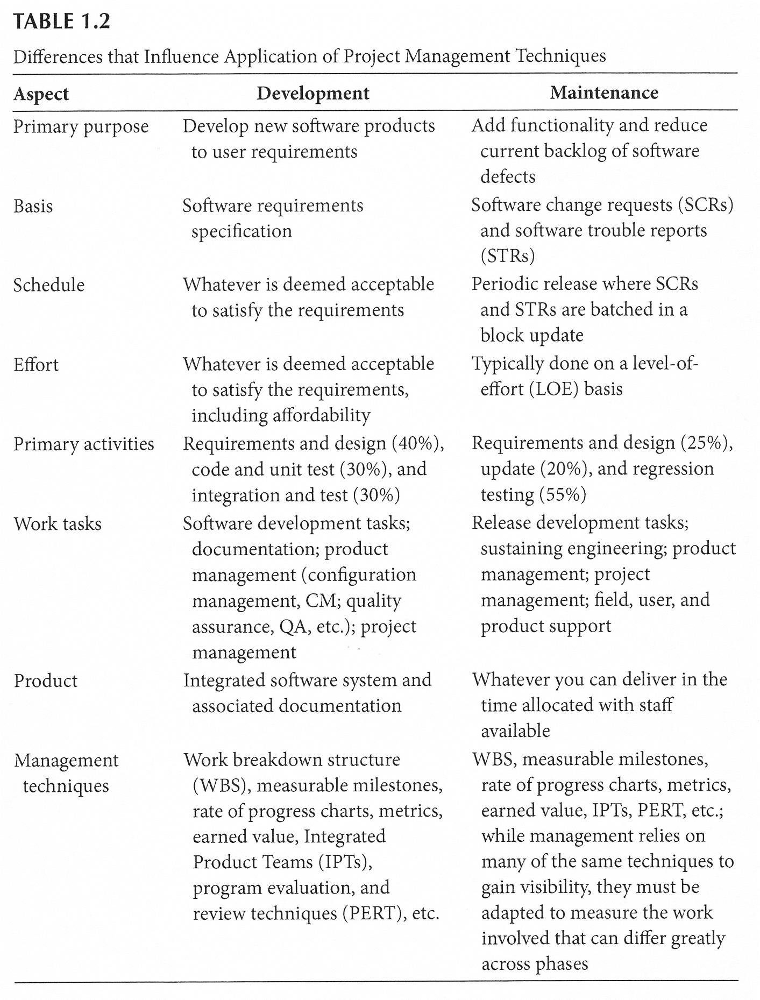 TABLE 1.2
Differences that Influence Application of Project Management Techniques
Aspect Development Maintenance
Primary purpose Develop new software products Add functionality and reduce
to user requirements current backlog of software
defects
Basis Software requirements Software change requests (SCRs)
specification and software trouble reports
(STRs)
Schedule Whatever is deemed acceptable Periodic release where SCRs
to satisfy the requirements and STRs are batched in a
block update
Effort Whatever is deemed acceptable Typically done on a level-of-
to satisfy the requirements, effort (LOE) basis
including affordability
Primary activities Requirements and design (40%), Requirements and design (25%),
code and unit test (30%), and update (20%), and regression
integration and test (30%) testing (55%)
Work tasks Software development tasks; Release development tasks;
documentation; product sustaining engineering; product
management (configuration management; project
management, CM; quality management; field, user, and
assurance, QA, etc.); project product support
management
Product Integrated software system and Whatever you can deliver in the
associated documentation time allocated with staff
available
Management Work breakdown structure WBS, measurable milestones,
techniques (WBS), measurable milestones, rate of progress charts, metrics,
rate of progress charts, metrics, earned value, IPTs, PERT, etc.;
earned value, Integrated while management relies on
Product Teams (IPTs), many of the same techniques to
program evaluation, and gain visibility, they must be
review techniques (PERT), etc. adapted to measure the work
involved that can differ greatly
across phases